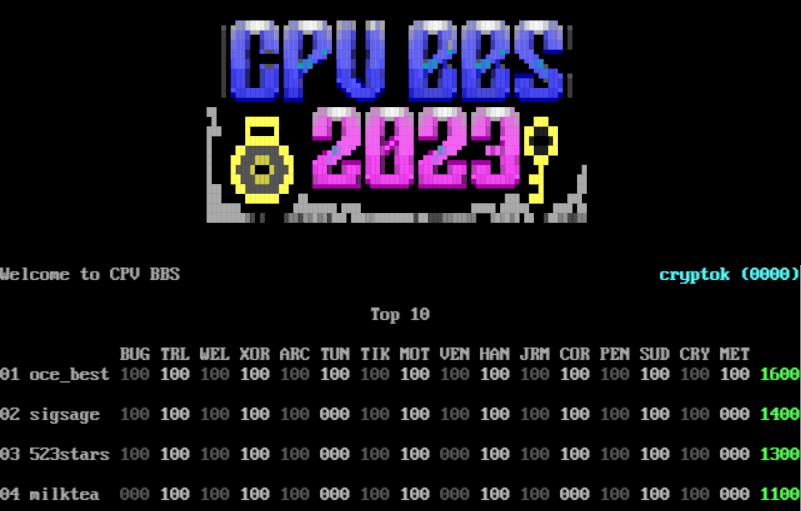 CPV BBS
2023
Welcome to CPV BBS cryptok (0000)
Top 10
BUG TRL WEL XOR ARC TUN TIK MOT VEN HAN JRM COR PEN SUD CRY MET
01 oce_best 100 100 100 100 100 100 100 100 100 100 100 100 100 100 100 100 1600
02 sigsage 100 100 100 100 100 000 100 100 100 100 100 100 100 100 100 000 1400
03 523stars 100 100 100 100 100 000 100 100 000 100 100 100 100 100 100 000 1300
04 milktea 000 100 100 100 100 000 100 100 000 100 100 000 100 100 100 000 1100